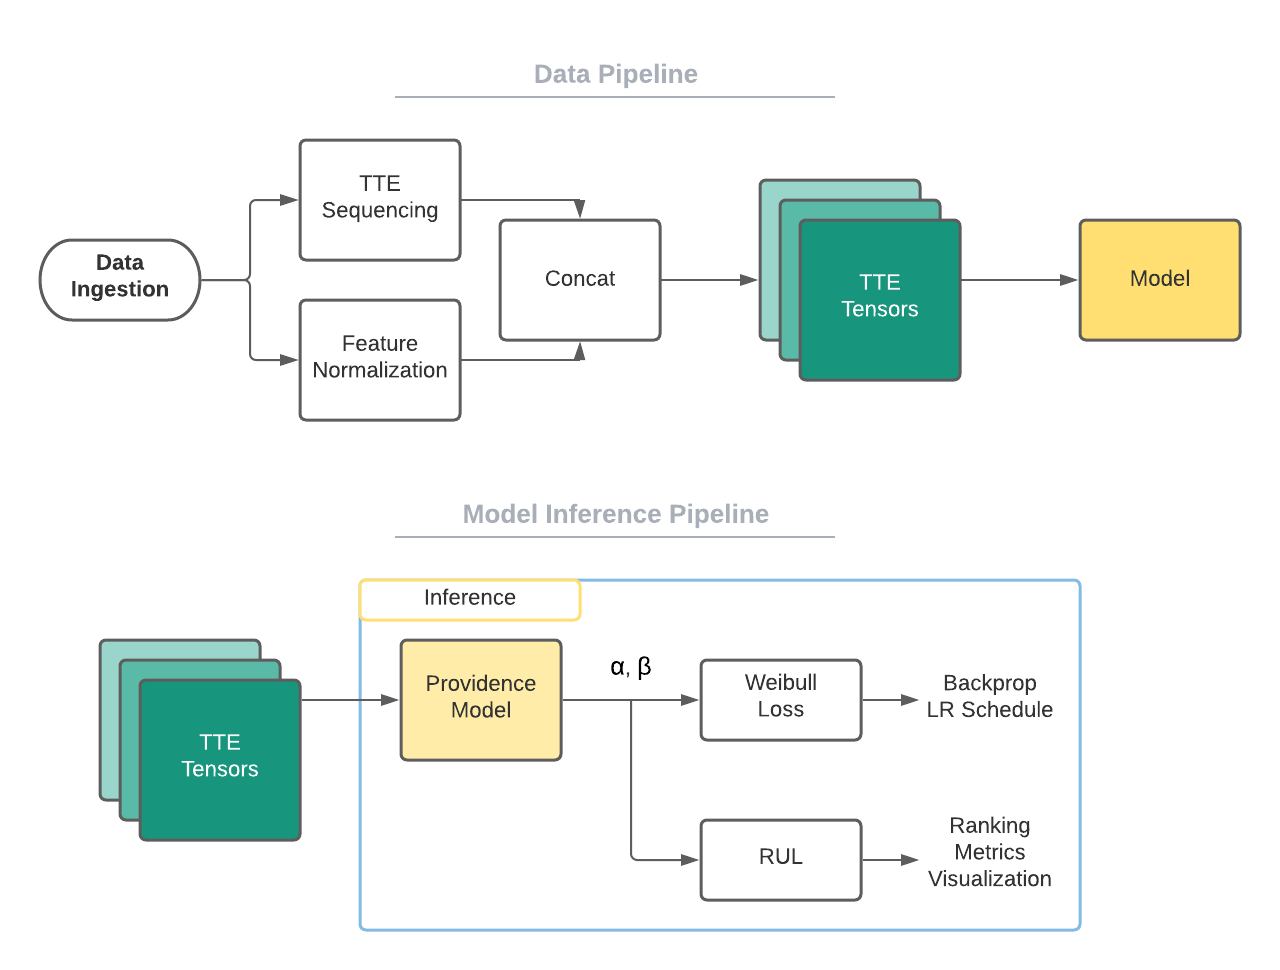 Data Pipeline
TTE
Sequencing
Data
Ingestion
Concat
TTE
Tensors
Model
Feature
Normalization
Model Inference Pipeline
Inference
Providence
Model
α, β
Weibull
Loss
Backprop
LR Schedule
TTE
Tensors
RUL
Ranking
Metrics
Visualization